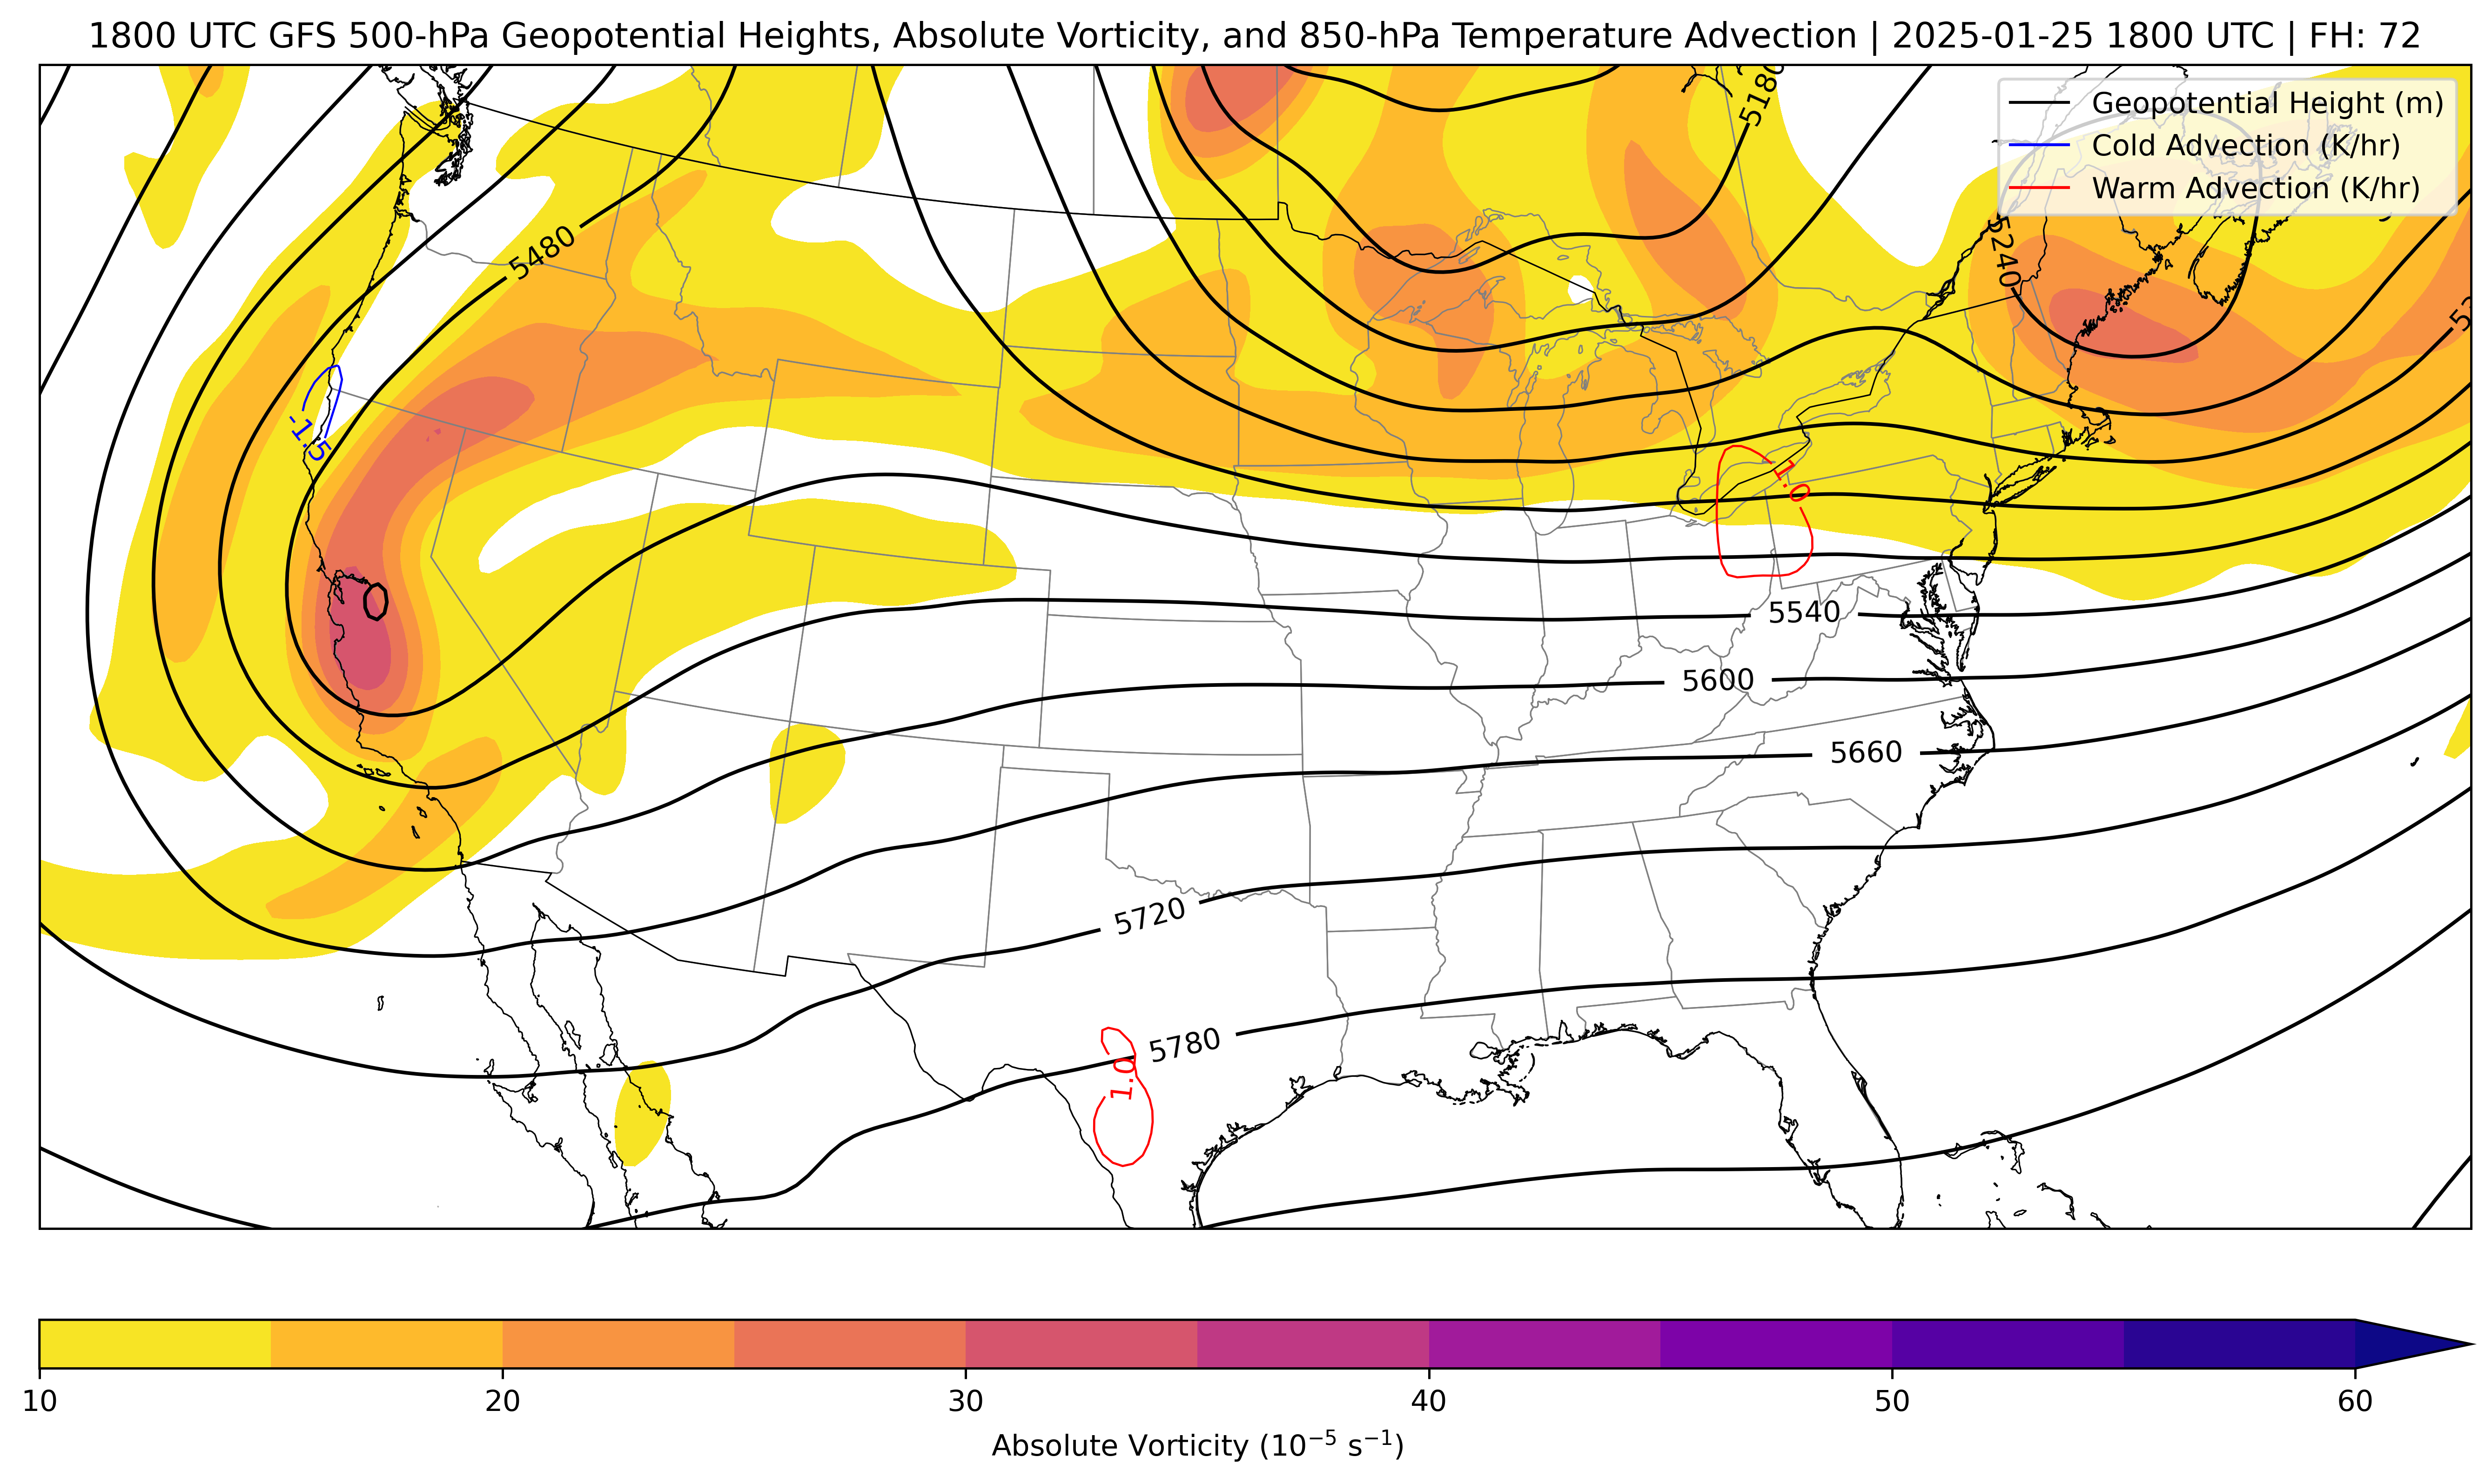 1800 UTC GFS 500-hPa Geopotential Heights, Absolute Vorticity, and 850-hPa Temperature Advection | 2025-01-25 1800 UTC | FH: 72
Geopotential Height (m)
Cold Advection (K/hr)
Warm Advection (K/hr)
5180
5240
5480
-1.5
1.0
5540
5600
5660
5720
5780
1.0
10 20 30 40 50 60
Absolute Vorticity (10⁻⁵ s⁻¹)